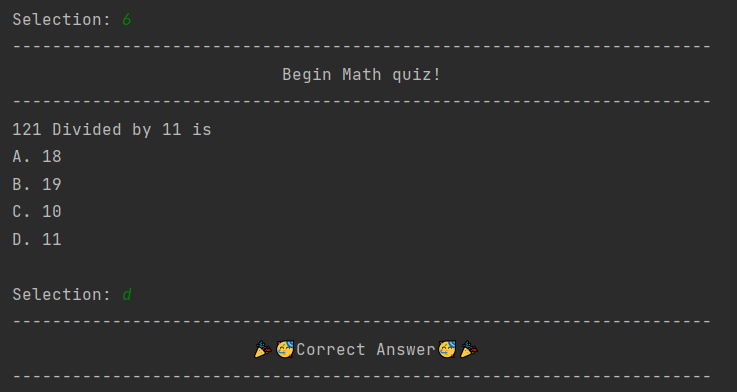 Selection: 6
----------------------------------------------------------------------
Begin Math quiz!
----------------------------------------------------------------------
121 Divided by 11 is
A. 18
B. 19
C. 10
D. 11
Selection: d
----------------------------------------------------------------------
🎉🥳Correct Answer🥳🎉
----------------------------------------------------------------------